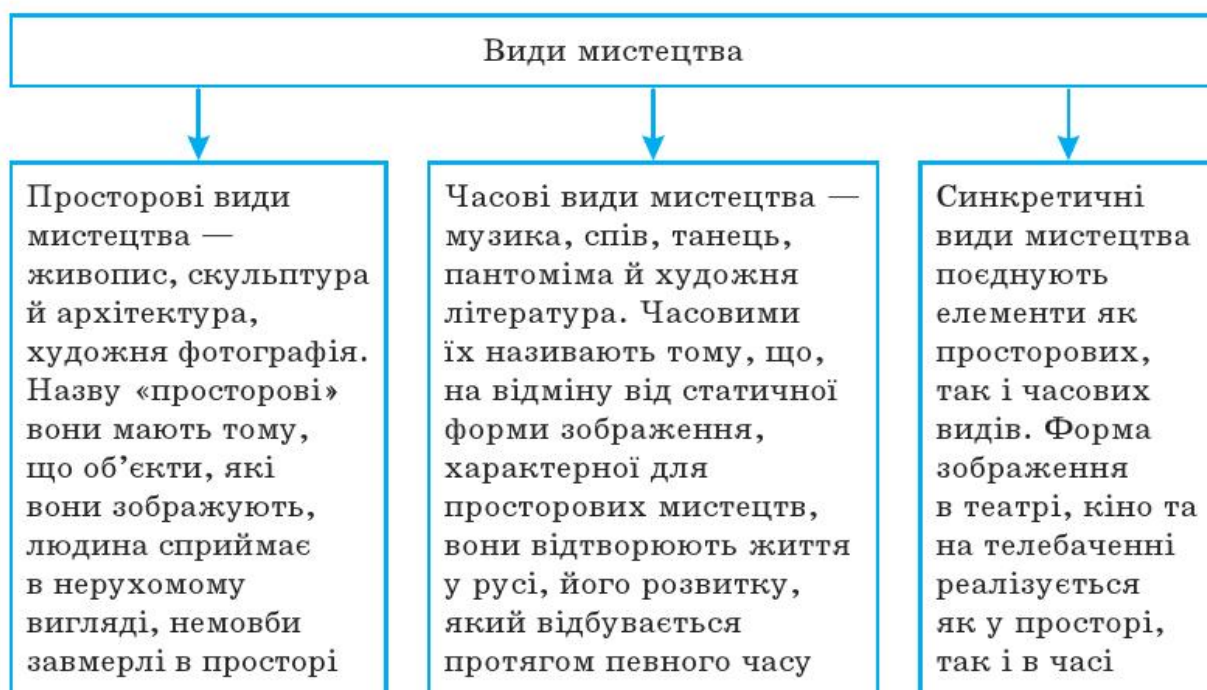 Види мистецтва
Просторові види
мистецтва —
живопис, скульптура
й архітектура,
художня фотографія.
Назву «просторові»
вони мають тому,
що об’єкти, які
вони зображують,
людина сприймає
в нерухомому
вигляді, немовби
завмерлі в просторі
Часові види мистецтва —
музика, спів, танець,
пантоміма й художня
література. Часовими
їх називають тому, що,
на відміну від статичної
форми зображення,
характерної для
просторових мистецтв,
вони відтворюють життя
у русі, його розвитку,
який відбувається
протягом певного часу
Синкретичні
види мистецтва
поєднують
елементи як
просторових,
так і часових
видів. Форма
зображення
в театрі, кіно та
на телебаченні
реалізується
як у просторі,
так і в часі